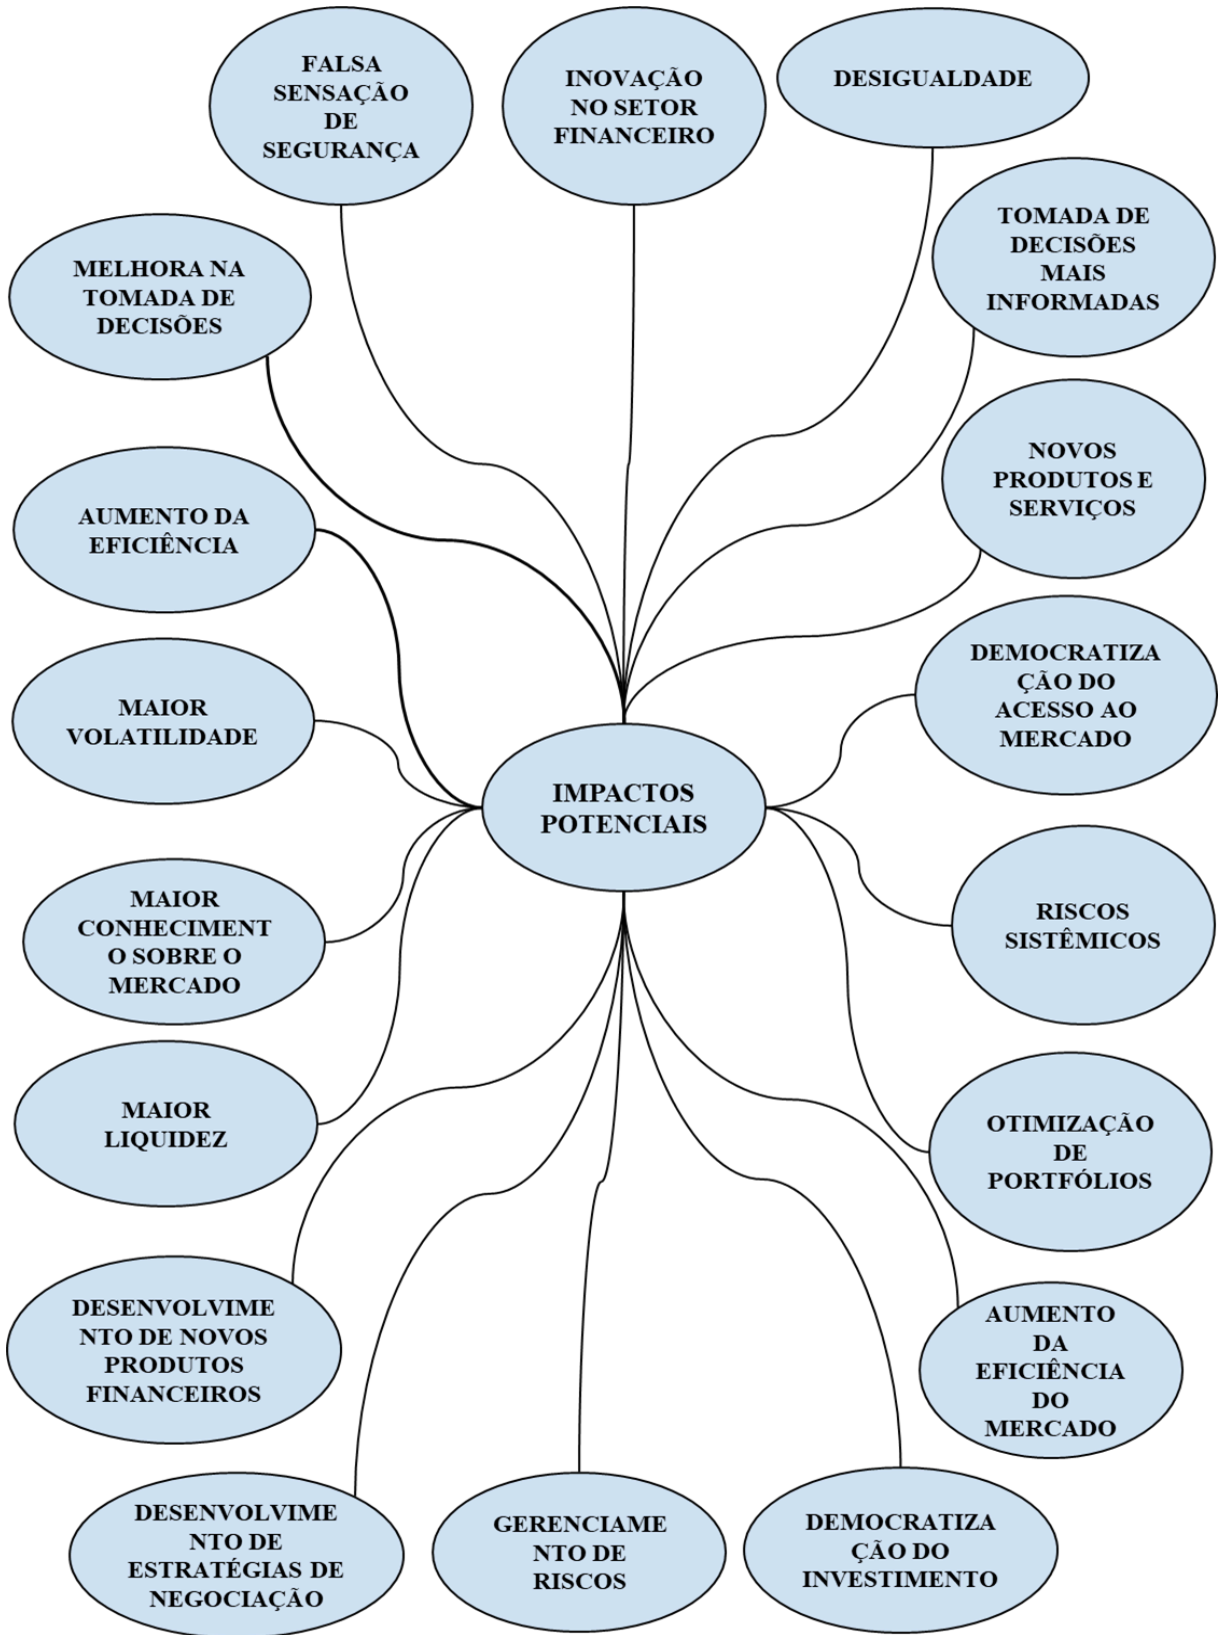 FALSA
SENSAÇÃO
DE
SEGURANÇA
INOVAÇÃO
NO SETOR
FINANCEIRO
DESIGUALDADE
TOMADA DE
DECISÕES
MAIS
INFORMADAS
MELHORA NA
TOMADA DE
DECISÕES
NOVOS
PRODUTOS E
SERVIÇOS
AUMENTO DA
EFICIÊNCIA
DEMOCRATIZA
ÇÃO DO
ACESSO AO
MERCADO
MAIOR
VOLATILIDADE
IMPACTOS
POTENCIAIS
MAIOR
CONHECIMENT
O SOBRE O
MERCADO
RISCOS
SISTÊMICOS
MAIOR
LIQUIDEZ
OTIMIZAÇÃO
DE
PORTFÓLIOS
DESENVOLVIME
NTO DE NOVOS
PRODUTOS
FINANCEIROS
AUMENTO
DA
EFICIÊNCIA
DO
MERCADO
DESENVOLVIME
NTO DE
ESTRATÉGIAS DE
NEGOCIAÇÃO
GERENCIAME
NTO DE
RISCOS
DEMOCRATIZA
ÇÃO DO
INVESTIMENTO